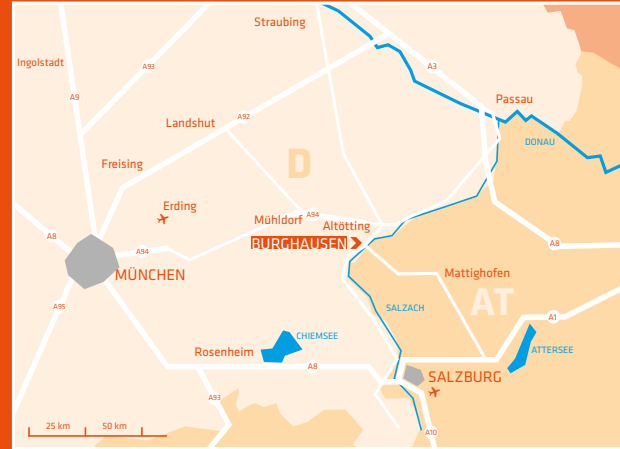 Straubing
Ingolstadt
A93
A3
A9
Passau
Landshut
A92
DONAU
D
Freising
Erding
Mühldorf
A94
Altötting
A8
BURGHAUSEN
A8
A94
MÜNCHEN
Mattighofen
AT
A95
SALZACH
A1
CHIEMSEE
ATTERSEE
Rosenheim
A8
SALZBURG
A93
25 km
50 km
A10